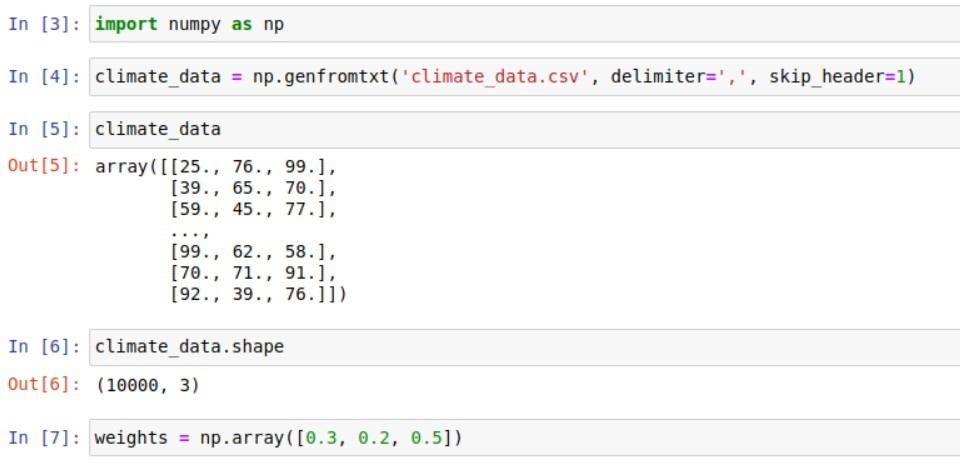 In [3]: import numpy as np
In [4]: climate_data = np.genfromtxt('climate_data.csv', delimiter=',', skip_header=1)
In [5]: climate_data
Out[5]: array([[25., 76., 99.],
[39., 65., 70.],
[59., 45., 77.],
...,
[99., 62., 58.],
[70., 71., 91.],
[92., 39., 76.]])
In [6]: climate_data.shape
Out[6]: (10000, 3)
In [7]: weights = np.array([0.3, 0.2, 0.5])